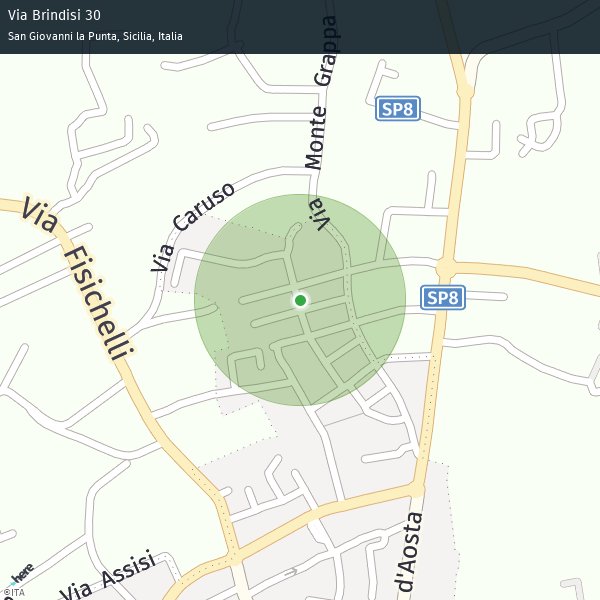 Via Brindisi 30
San Giovanni la Punta, Sicilia, Italia
Via Monte Grappa
SP8
Via Caruso
Via Fisichelli
SP8
d'Aosta
Via Assisi
here
©ITA